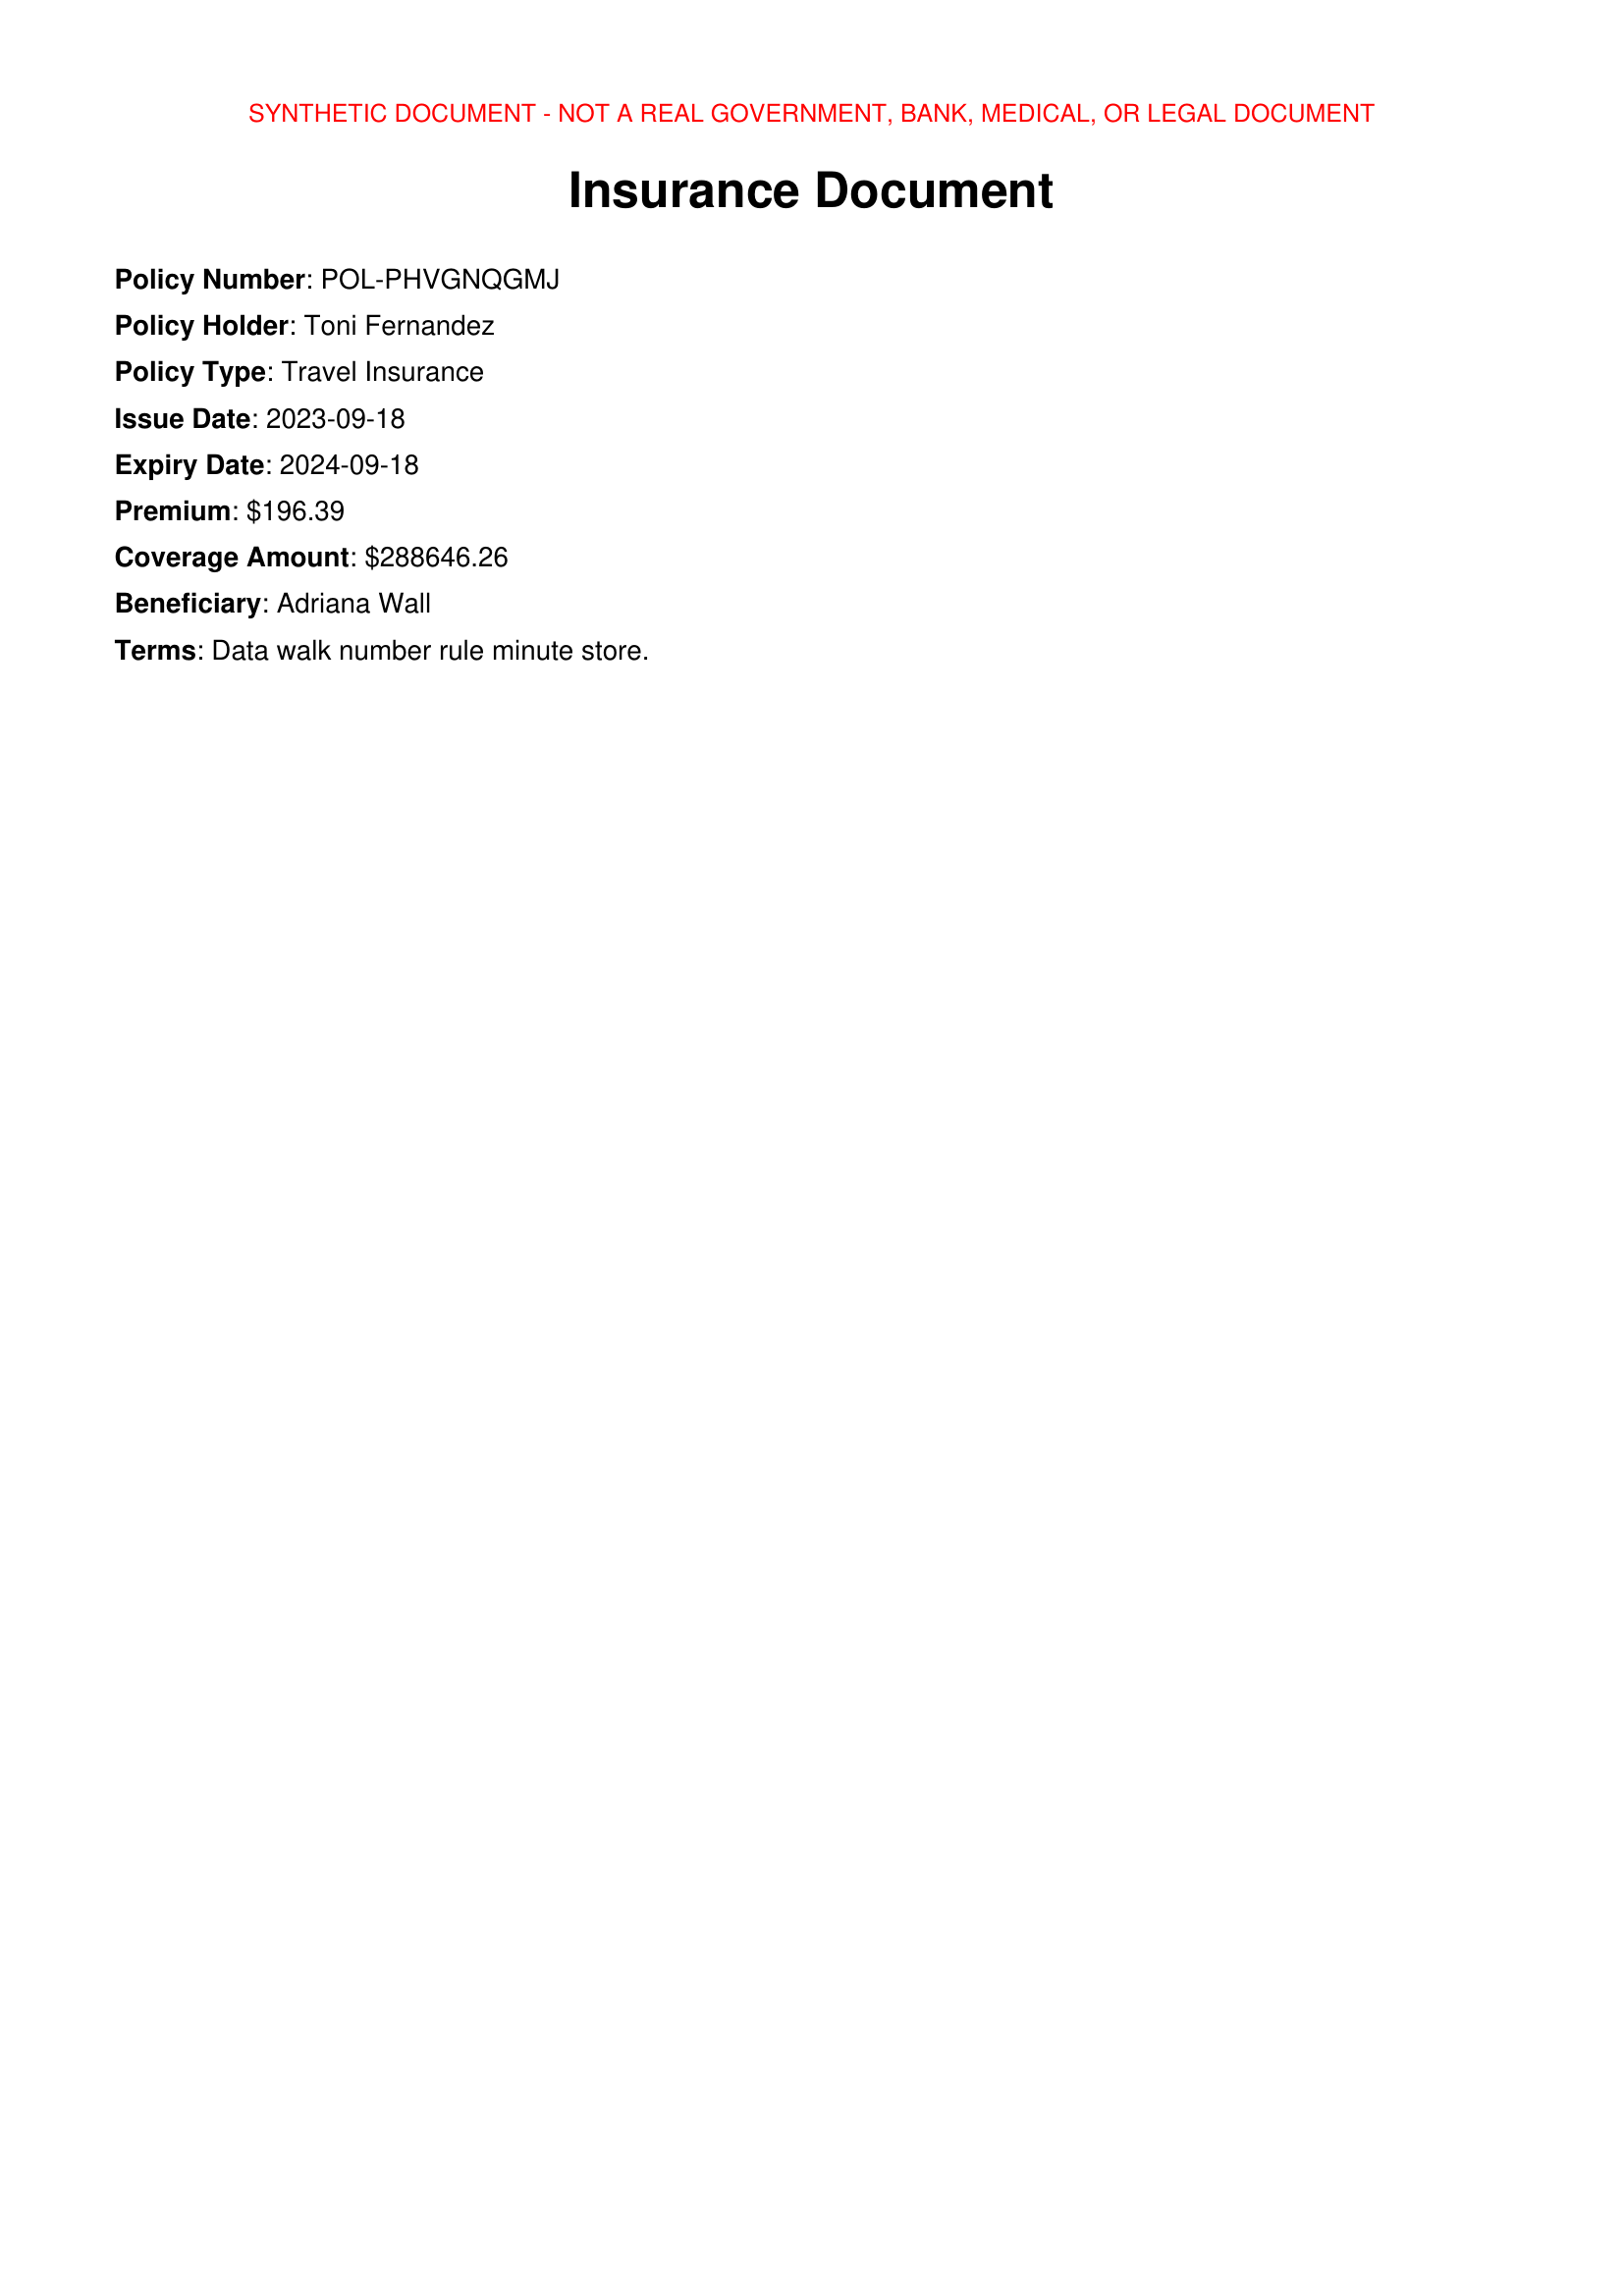 SYNTHETIC DOCUMENT - NOT A REAL GOVERNMENT, BANK, MEDICAL, OR LEGAL DOCUMENT
Insurance Document
Policy Number: POL-PHVGNQGMJ
Policy Holder: Toni Fernandez
Policy Type: Travel Insurance
Issue Date: 2023-09-18
Expiry Date: 2024-09-18
Premium: $196.39
Coverage Amount: $288646.26
Beneficiary: Adriana Wall
Terms: Data walk number rule minute store.